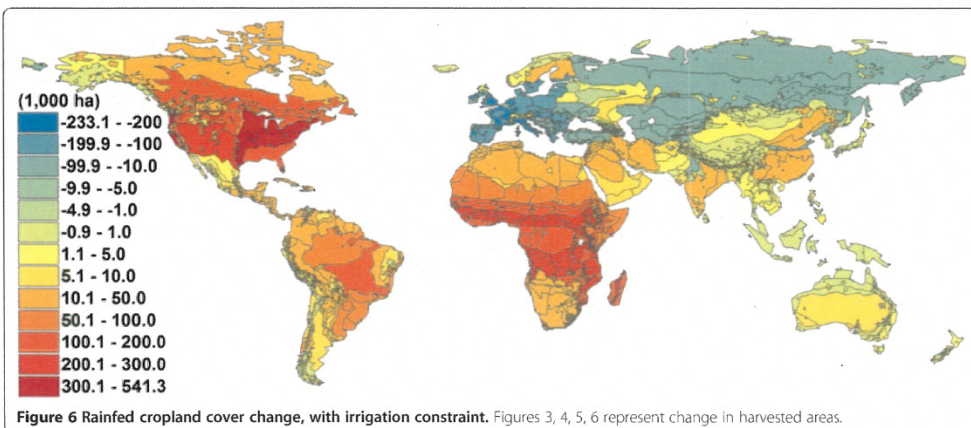 (1,000 ha)
-233.1 - -200
-199.9 - -100
-99.9 - -10.0
-9.9 - -5.0
-4.9 - -1.0
-0.9 - 1.0
1.1 - 5.0
5.1 - 10.0
10.1 - 50.0
50.1 - 100.0
100.1 - 200.0
200.1 - 300.0
300.1 - 541.3
Figure 6 Rainfed cropland cover change, with irrigation constraint. Figures 3, 4, 5, 6 represent change in harvested areas.